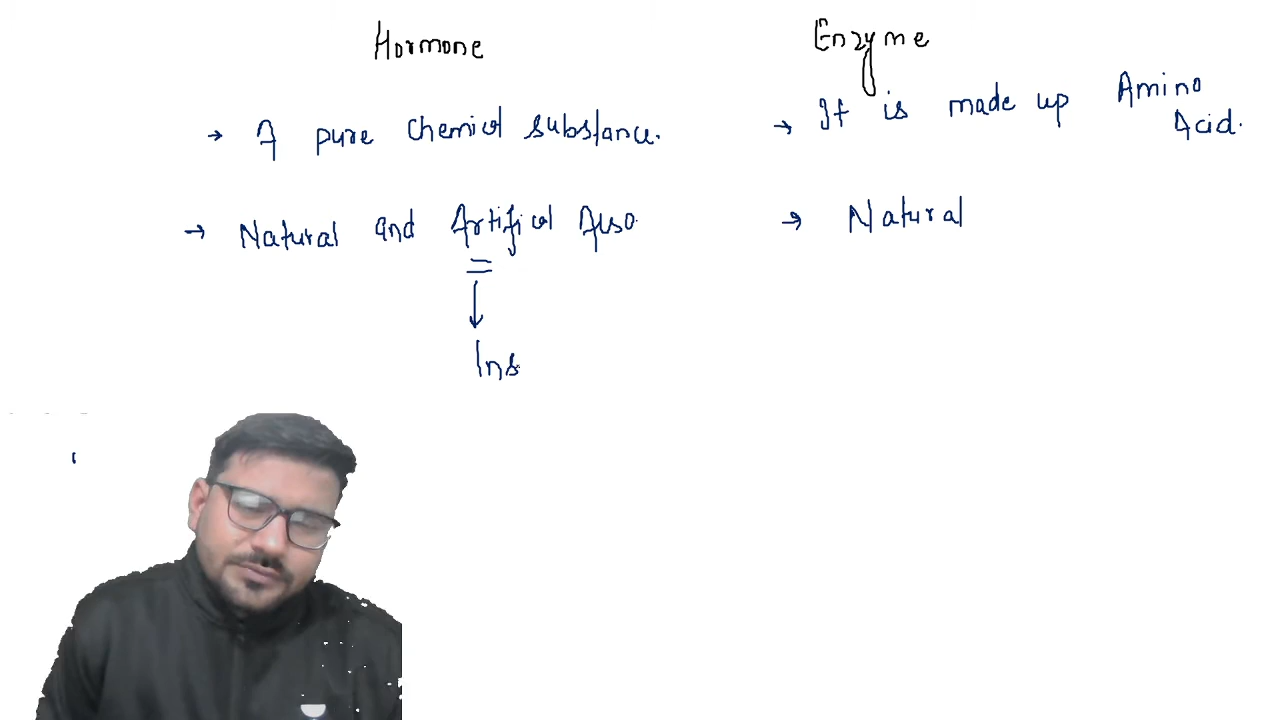 Hormone
Enzyme
→ A pure chemical substance.
→ It is made up Amino
Acid.
→ Natural and Artifical Also.
→ Natural
Ins